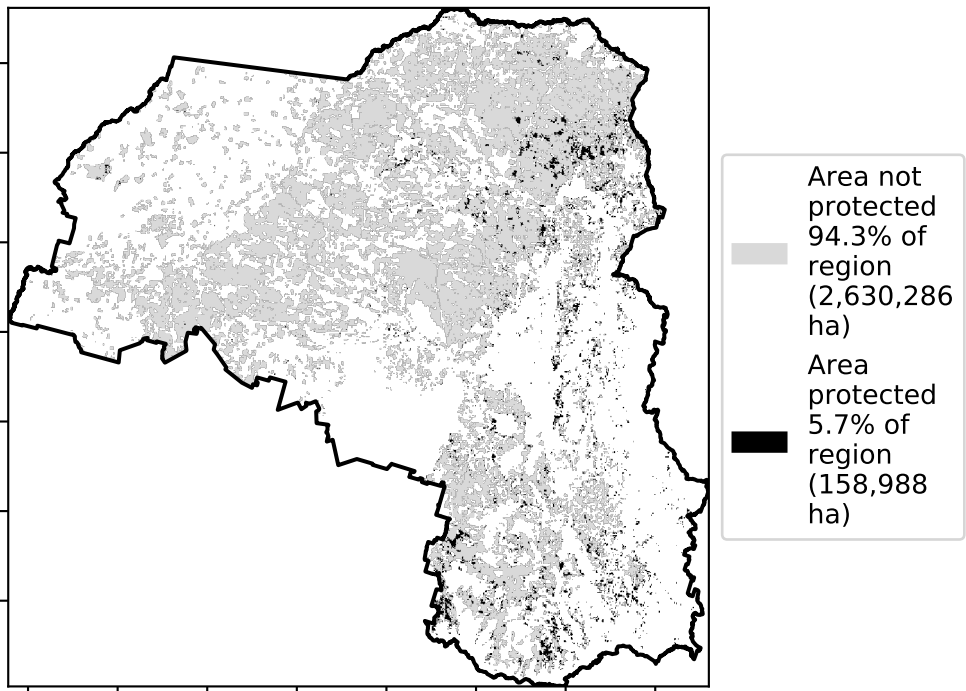 Area not
protected
94.3% of
region
(2,630,286
ha)
Area
protected
5.7% of
region
(158,988
ha)